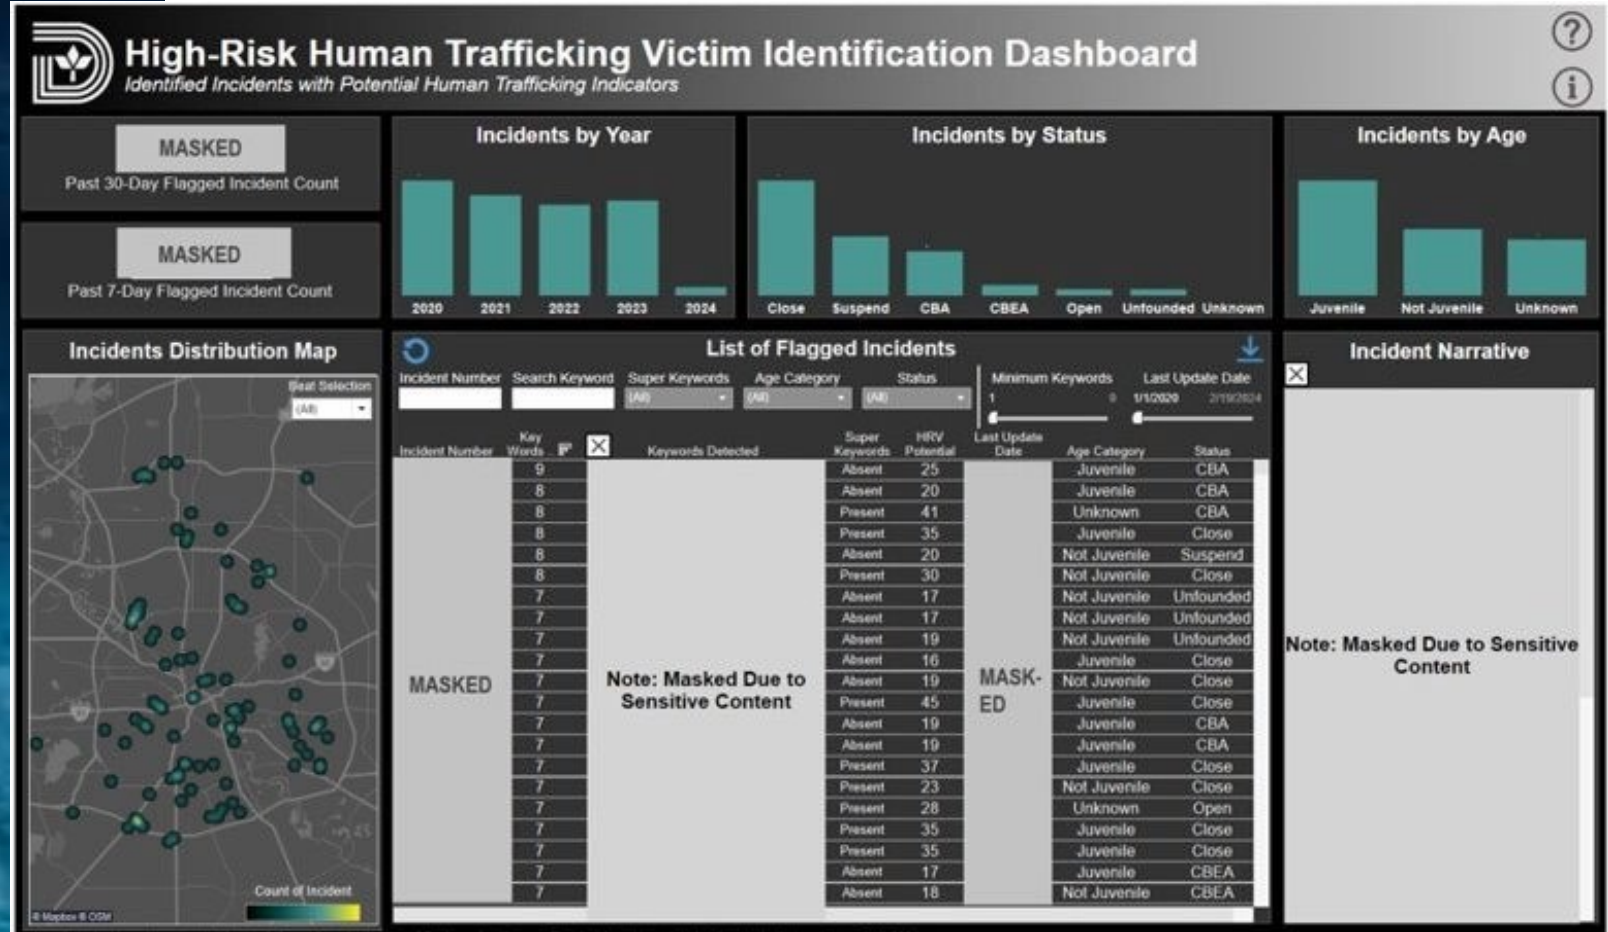 High-Risk Human Trafficking Victim Identification Dashboard
Identified Incidents with Potential Human Trafficking Indicators
?
i
MASKED
Past 30-Day Flagged Incident Count
MASKED
Past 7-Day Flagged Incident Count
Incidents by Year
2020 2021 2022 2023 2024
Incidents by Status
Close Suspend CBA CBEA Open Unfounded Unknown
Incidents by Age
Juvenile Not Juvenile Unknown
Incidents Distribution Map
Beat Selection
(All)
Count of Incident
© Mapbox © OSM
List of Flagged Incidents
Incident Number Search Keyword Super Keywords Age Category Status Minimum Keywords Last Update Date
(All) (All) (All) 1 9 1/1/2020 2/19/2024
Incident Number Key Words Keywords Detected Super Keywords HRV Potential Last Update Date Age Category Status
9 Absent 25 Juvenile CBA
8 Absent 20 Juvenile CBA
8 Present 41 Unknown CBA
8 Present 35 Juvenile Close
8 Absent 20 Not Juvenile Suspend
8 Present 30 Not Juvenile Close
7 Absent 17 Not Juvenile Unfounded
7 Absent 17 Not Juvenile Unfounded
7 Absent 19 Not Juvenile Unfounded
7 Absent 16 Juvenile Close
7 Absent 19 Not Juvenile Close
7 Present 45 Juvenile Close
7 Absent 19 Juvenile CBA
7 Absent 19 Juvenile CBA
7 Present 37 Juvenile Close
7 Present 23 Not Juvenile Close
7 Present 28 Unknown Open
7 Present 35 Juvenile Close
7 Present 35 Juvenile Close
7 Absent 17 Juvenile CBEA
7 Absent 18 Not Juvenile CBEA
MASKED
Note: Masked Due to
Sensitive Content
MASK-
ED
Incident Narrative
Note: Masked Due to Sensitive
Content